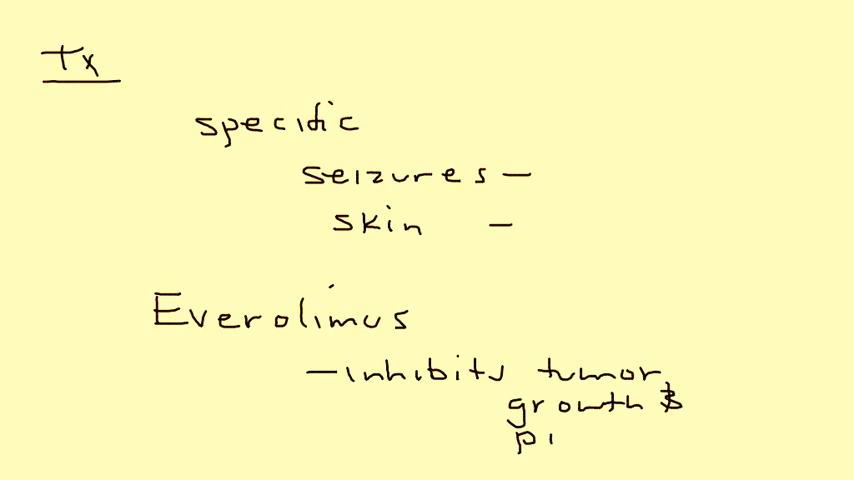 Tx
specific
seizures -
skin -
Everolimus
- inhibits tumor
growth &